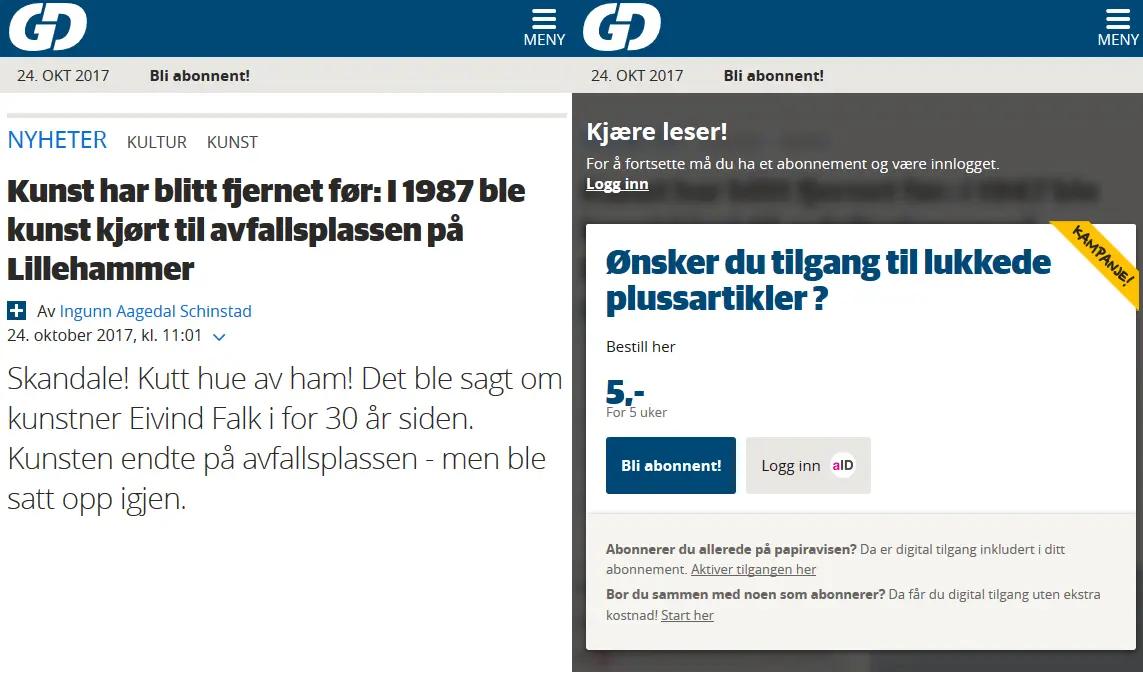 GD
MENY
24. OKT 2017 Bli abonnent!
NYHETER KULTUR KUNST
Kunst har blitt fjernet før: I 1987 ble
kunst kjørt til avfallsplassen på
Lillehammer
Av Ingunn Aagedal Schinstad
24. oktober 2017, kl. 11:01
Skandale! Kutt hue av ham! Det ble sagt om
kunstner Eivind Falk i for 30 år siden.
Kunsten endte på avfallsplassen - men ble
satt opp igjen.
GD
MENY
24. OKT 2017 Bli abonnent!
Kjære leser!
For å fortsette må du ha et abonnement og være innlogget.
Logg inn
KAMPANJE!
Ønsker du tilgang til lukkede
plussartikler ?
Bestill her
5,-
For 5 uker
Bli abonnent! Logg inn aID
Abonnerer du allerede på papiravisen? Da er digital tilgang inkludert i ditt
abonnement. Aktiver tilgangen her
Bor du sammen med noen som abonnerer? Da får du digital tilgang uten ekstra
kostnad! Start her